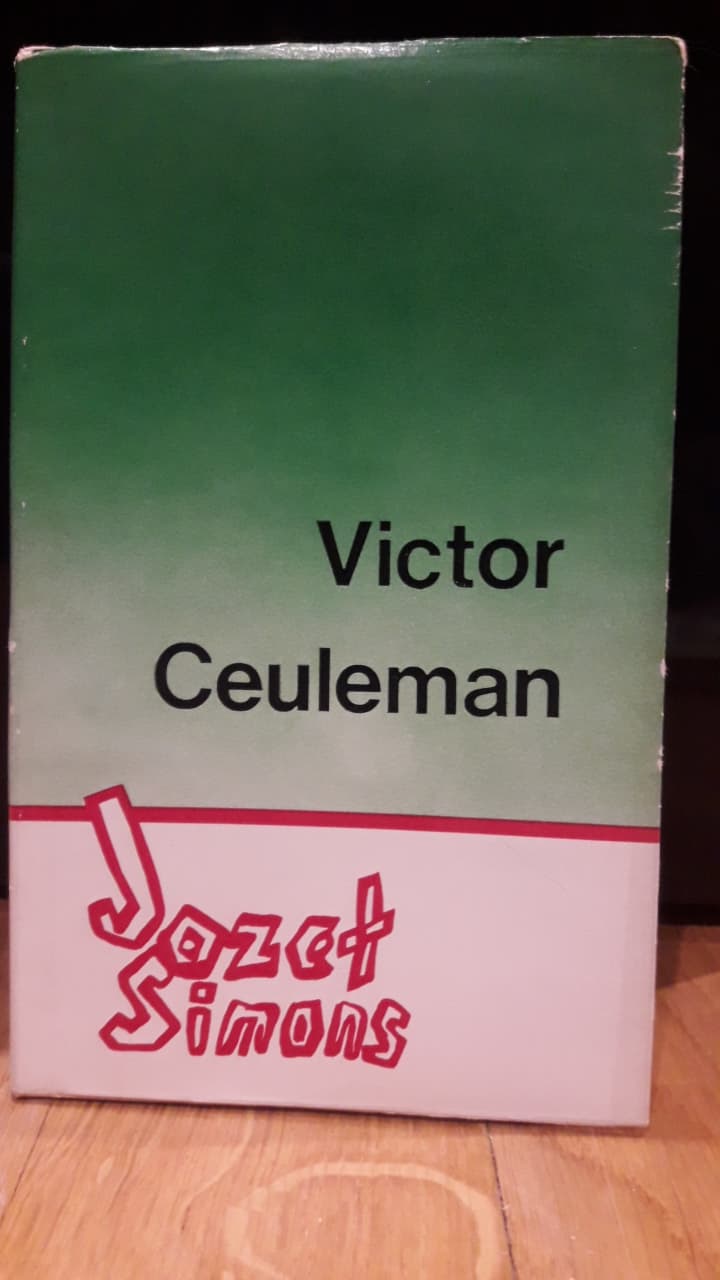 Victor
Ceuleman
Jozef
Simons